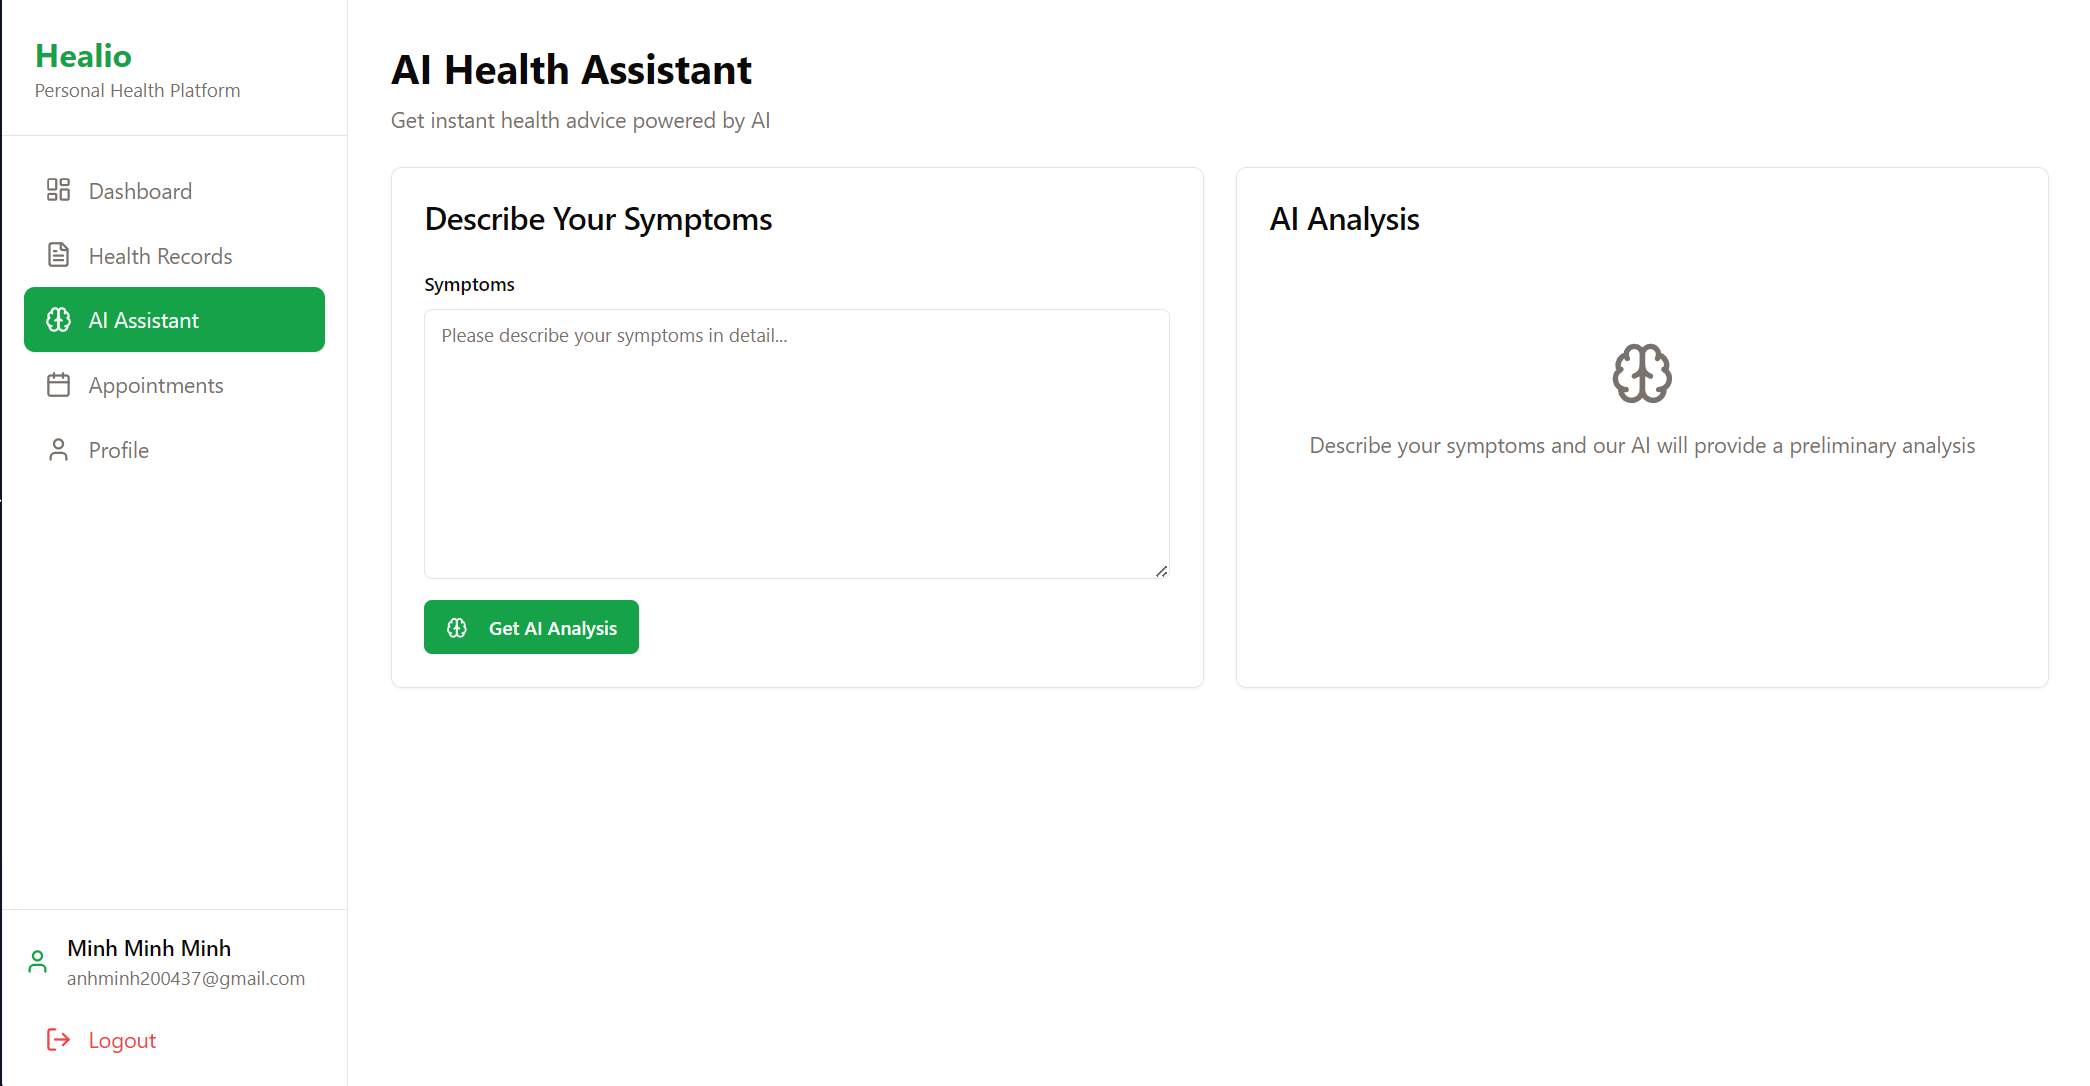 Healio
Personal Health Platform
Dashboard
Health Records
AI Assistant
Appointments
Profile
Minh Minh Minh
anhminh200437@gmail.com
Logout
AI Health Assistant
Get instant health advice powered by AI
Describe Your Symptoms
Symptoms
Please describe your symptoms in detail...
Get AI Analysis
AI Analysis
Describe your symptoms and our AI will provide a preliminary analysis